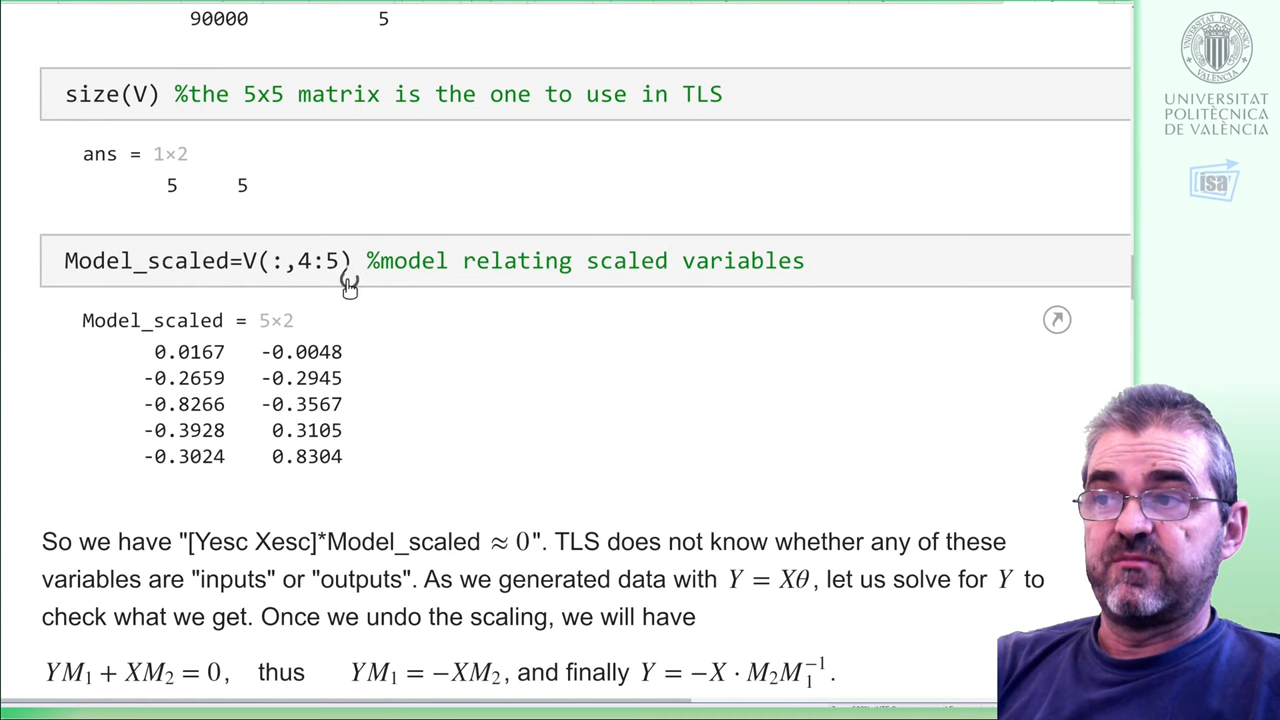 90000 5
size(V) %the 5x5 matrix is the one to use in TLS
ans = 1×2
5 5
Model_scaled=V(:,4:5) %model relating scaled variables
Model_scaled = 5×2
0.0167 -0.0048
-0.2659 -0.2945
-0.8266 -0.3567
-0.3928 0.3105
-0.3024 0.8304
So we have "[Yesc Xesc]*Model_scaled ≈ 0". TLS does not know whether any of these
variables are "inputs" or "outputs". As we generated data with Y = Xθ, let us solve for Y to
check what we get. Once we undo the scaling, we will have
YM₁ + XM₂ = 0, thus YM₁ = −XM₂, and finally Y = −X · M₂M₁⁻¹.
UNIVERSITAT
POLITÈCNICA
DE VALÈNCIA
isa